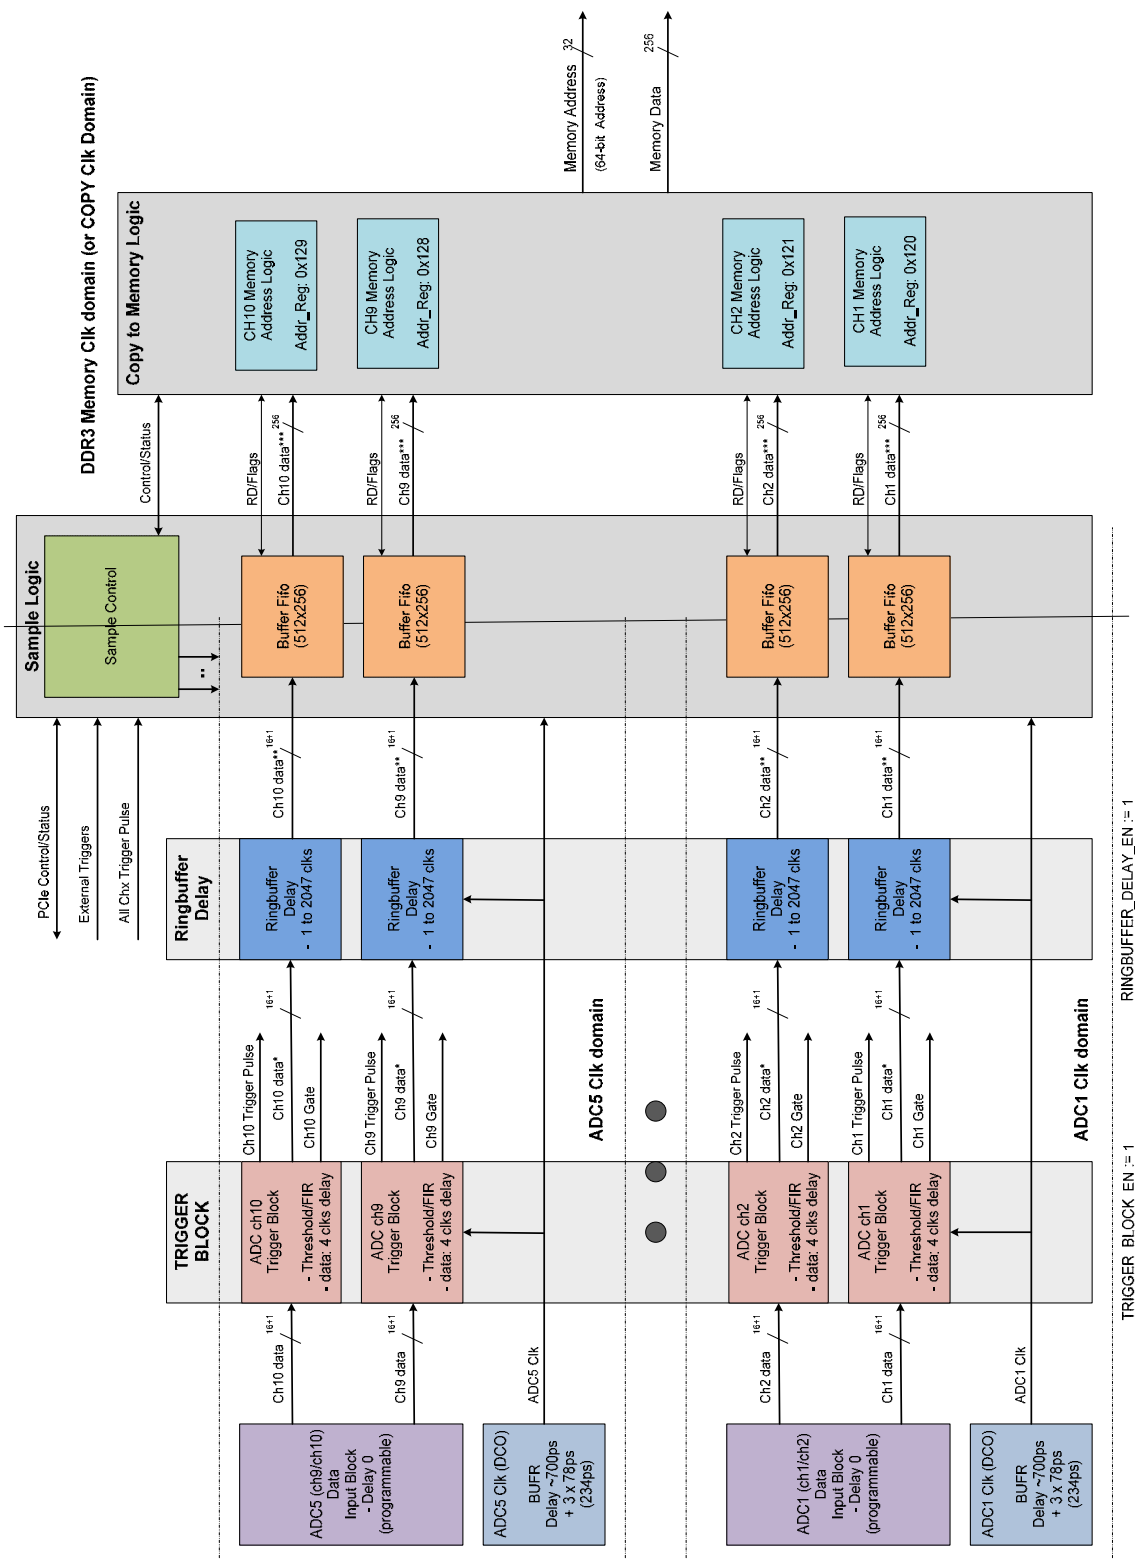 DDR3 Memory Clk domain (or COPY Clk Domain)
Sample Logic
Sample Control
PCIe Control/Status
External Triggers
All Chx Trigger Pulse
Control/Status
Copy to Memory Logic
TRIGGER
BLOCK
Ringbuffer
Delay
ADC5 (ch9/ch10)
Data
Input Block
- Delay 0
(programmable)
Ch10 data
16+1
ADC ch10
Trigger Block
- Threshold/FIR
- data: 4 clks delay
Ch10 Trigger Pulse
Ch10 data*
16+1
Ch10 Gate
Ringbuffer
Delay
- 1 to 2047 clks
Ch10 data**
16+1
Buffer Fifo
(512x256)
RD/Flags
Ch10 data***
256
CH10 Memory
Address Logic
Addr_Reg: 0x129
Ch9 data
16+1
ADC ch9
Trigger Block
- Threshold/FIR
- data: 4 clks delay
Ch9 Trigger Pulse
Ch9 data*
16+1
Ch9 Gate
Ringbuffer
Delay
- 1 to 2047 clks
Ch9 data**
16+1
Buffer Fifo
(512x256)
RD/Flags
Ch9 data***
256
CH9 Memory
Address Logic
Addr_Reg: 0x128
ADC5 Clk (DCO)
BUFR
Delay ~700ps
+ 3 x 78ps
(234ps)
ADC5 Clk
ADC5 Clk domain
Memory Address
32
(64-bit Address)
Memory Data
256
ADC1 (ch1/ch2)
Data
Input Block
- Delay 0
(programmable)
Ch2 data
16+1
ADC ch2
Trigger Block
- Threshold/FIR
- data: 4 clks delay
Ch2 Trigger Pulse
Ch2 data*
16+1
Ch2 Gate
Ringbuffer
Delay
- 1 to 2047 clks
Ch2 data**
16+1
Buffer Fifo
(512x256)
RD/Flags
Ch2 data***
256
CH2 Memory
Address Logic
Addr_Reg: 0x121
Ch1 data
16+1
ADC ch1
Trigger Block
- Threshold/FIR
- data: 4 clks delay
Ch1 Trigger Pulse
Ch1 data*
16+1
Ch1 Gate
Ringbuffer
Delay
- 1 to 2047 clks
Ch1 data**
16+1
Buffer Fifo
(512x256)
RD/Flags
Ch1 data***
256
CH1 Memory
Address Logic
Addr_Reg: 0x120
ADC1 Clk (DCO)
BUFR
Delay ~700ps
+ 3 x 78ps
(234ps)
ADC1 Clk
ADC1 Clk domain
TRIGGER_BLOCK_EN := 1
RINGBUFFER_DELAY_EN := 1